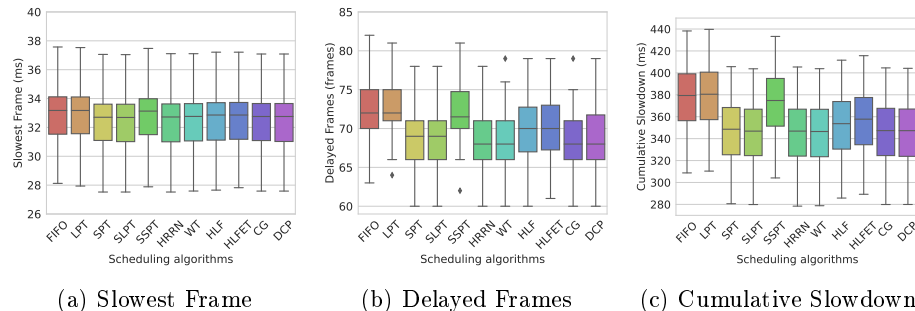 40
38
36
34
32
30
28
26
Slowest Frame (ms)
FIFO LPT SPT SLPT SSPT HRRN WT HLF HLFET CG DCP
Scheduling algorithms
(a) Slowest Frame
85
80
75
70
65
60
Delayed Frames (frames)
FIFO LPT SPT SLPT SSPT HRRN WT HLF HLFET CG DCP
Scheduling algorithms
(b) Delayed Frames
440
420
400
380
360
340
320
300
280
Cumulative Slowdown (ms)
FIFO LPT SPT SLPT SSPT HRRN WT HLF HLFET CG DCP
Scheduling algorithms
(c) Cumulative Slowdown